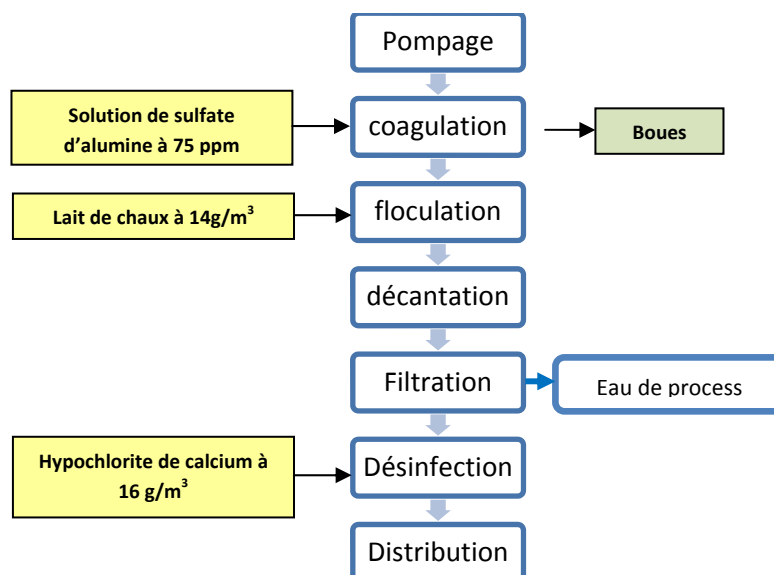 Pompage
Solution de sulfate
d'alumine à 75 ppm
coagulation
Boues
Lait de chaux à 14g/m³
floculation
décantation
Filtration
Eau de process
Hypochlorite de calcium à
16 g/m³
Désinfection
Distribution